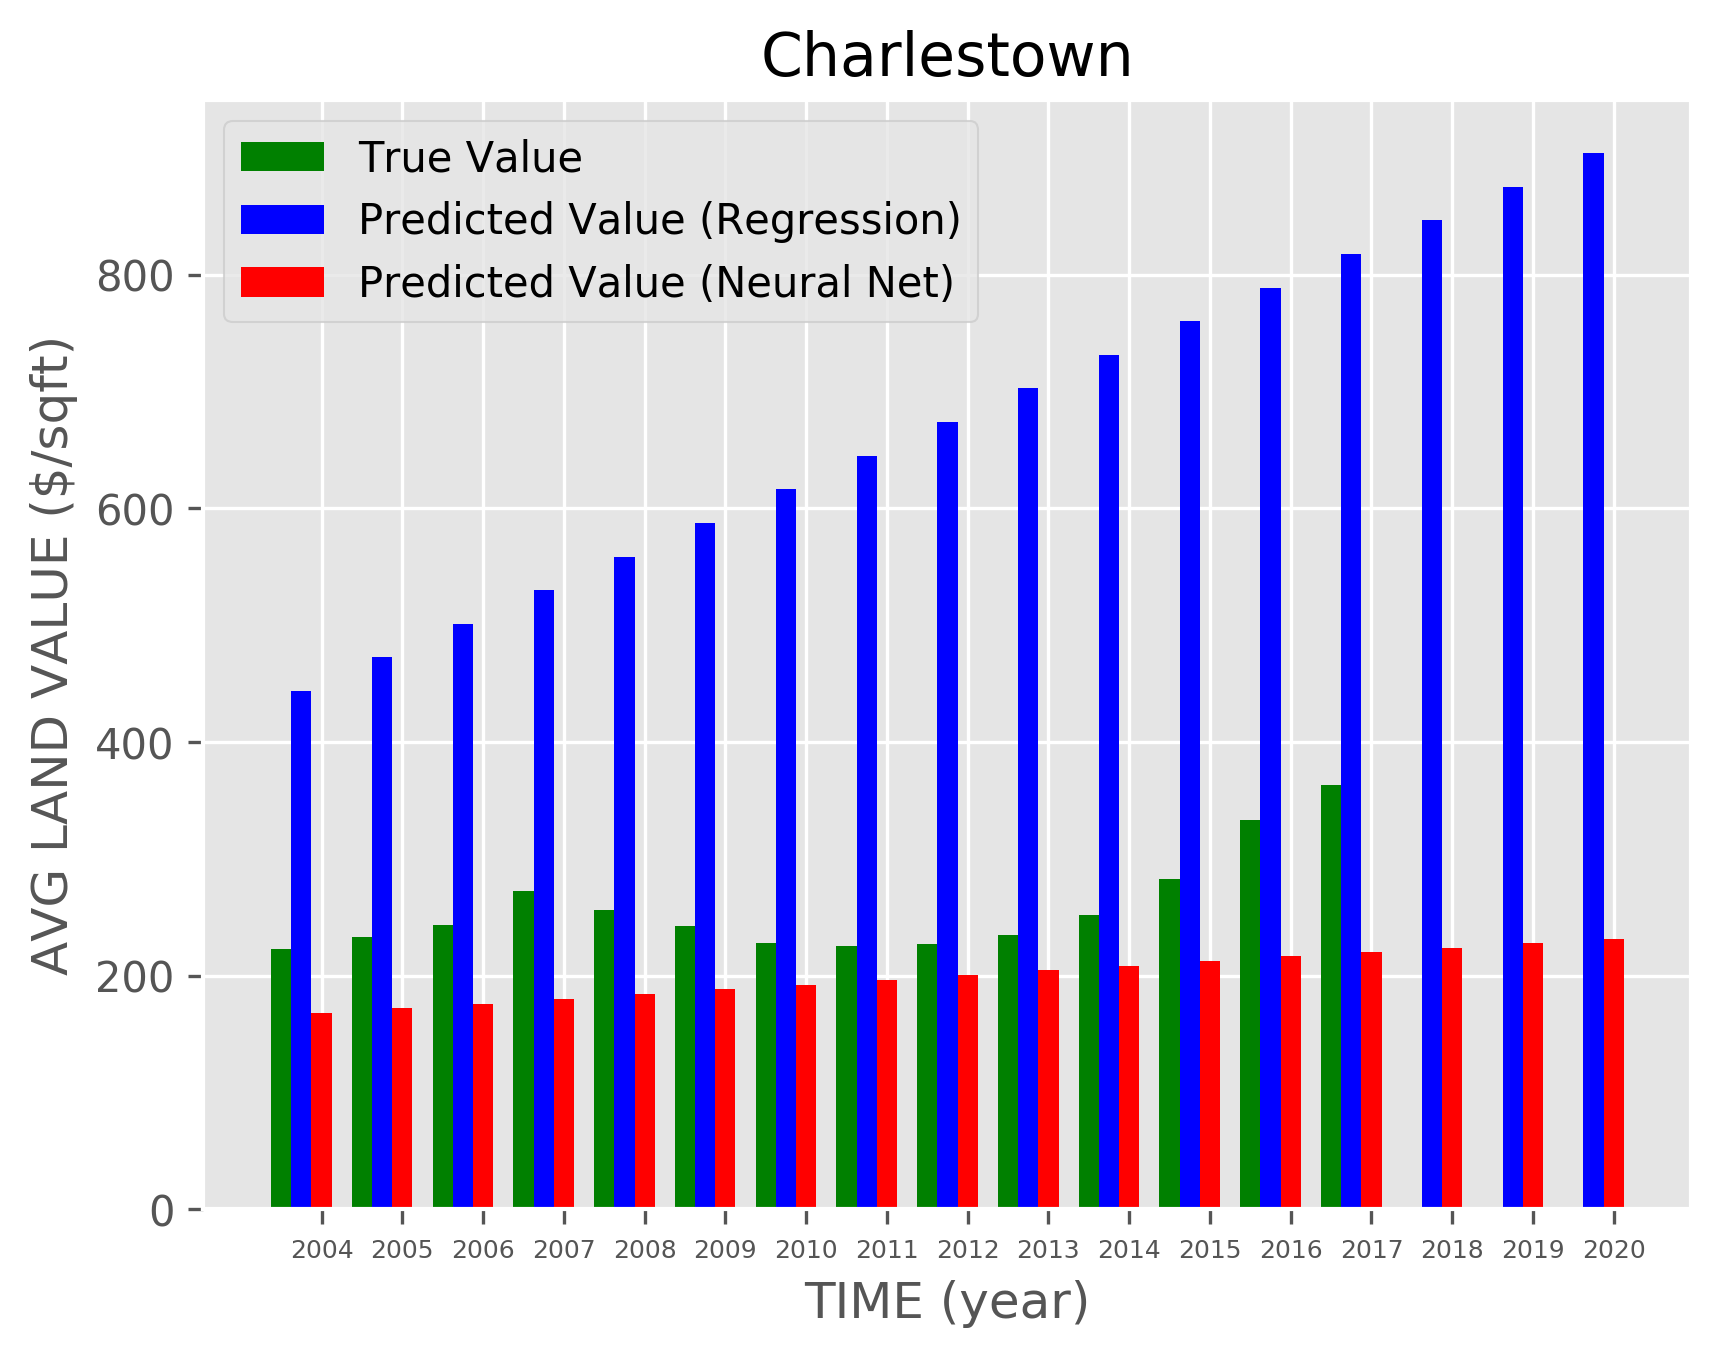 Charlestown
True Value
Predicted Value (Regression)
Predicted Value (Neural Net)
AVG LAND VALUE ($/sqft)
800
600
400
200
0
2004 2005 2006 2007 2008 2009 2010 2011 2012 2013 2014 2015 2016 2017 2018 2019 2020
TIME (year)